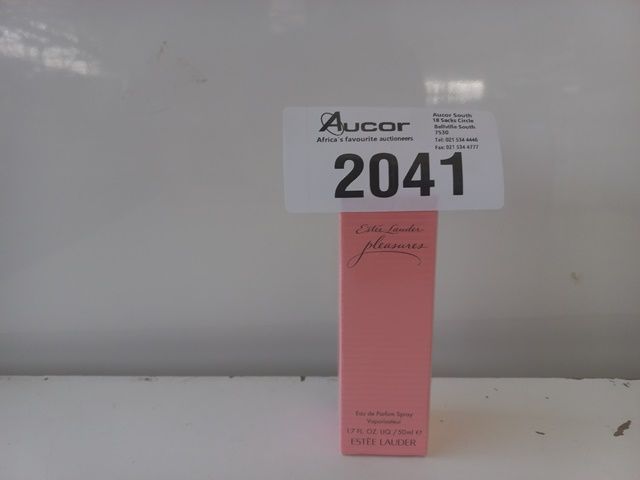 Aucor
Africa's favourite auctioneers
Aucor South
18 Sacks Circle
Bellville South
7530
Tel: 021 534 4446
Fax: 021 534 4777
2041
Estée Lauder
pleasures
Eau de Parfum Spray
Vaporisateur
1.7 FL. OZ. LIQ./50ml ℮
ESTĒE LAUDER